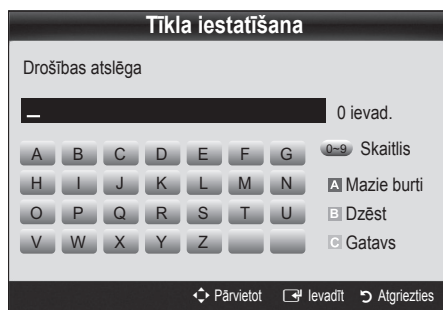 Tīkla iestatīšana
Drošības atslēga
_ 0 ievad.
A B C D E F G 0~9 Skaitlis
H I J K L M N A Mazie burti
O P Q R S T U B Dzēst
V W X Y Z C Gatavs
Pārvietot Ievadīt Atgriezties